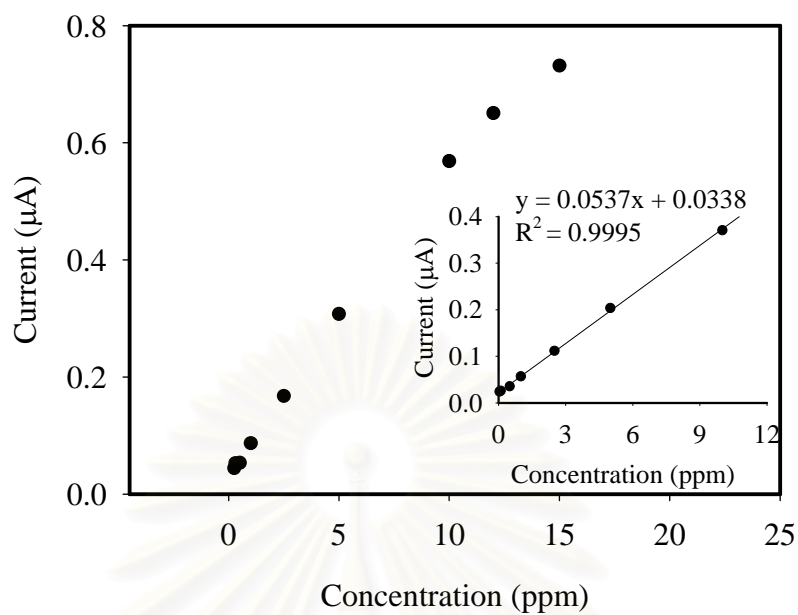 0.8
0.6
0.4
0.2
0.0
Current (µA)
0 5 10 15 20 25
Concentration (ppm)
y = 0.0537x + 0.0338
R² = 0.9995
0.4
0.3
0.2
0.1
0.0
Current (µA)
0 3 6 9 12
Concentration (ppm)